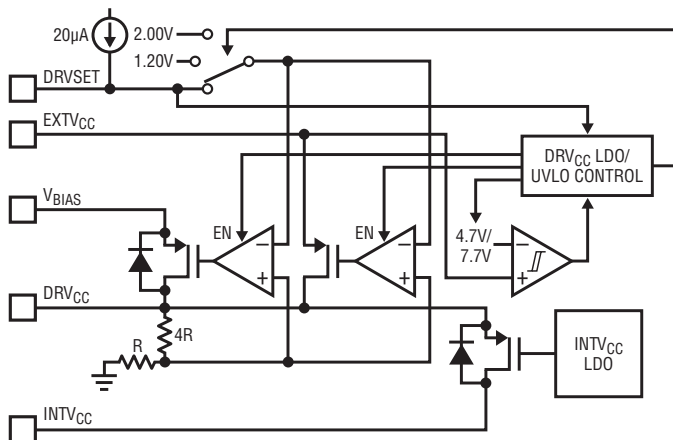 20µA
2.00V
1.20V
DRVSET
EXTVCC
DRVCC LDO/
UVLO CONTROL
VBIAS
EN
EN
4.7V/
7.7V
−
+
−
+
−
+
DRVCC
4R
R
INTVCC
LDO
INTVCC